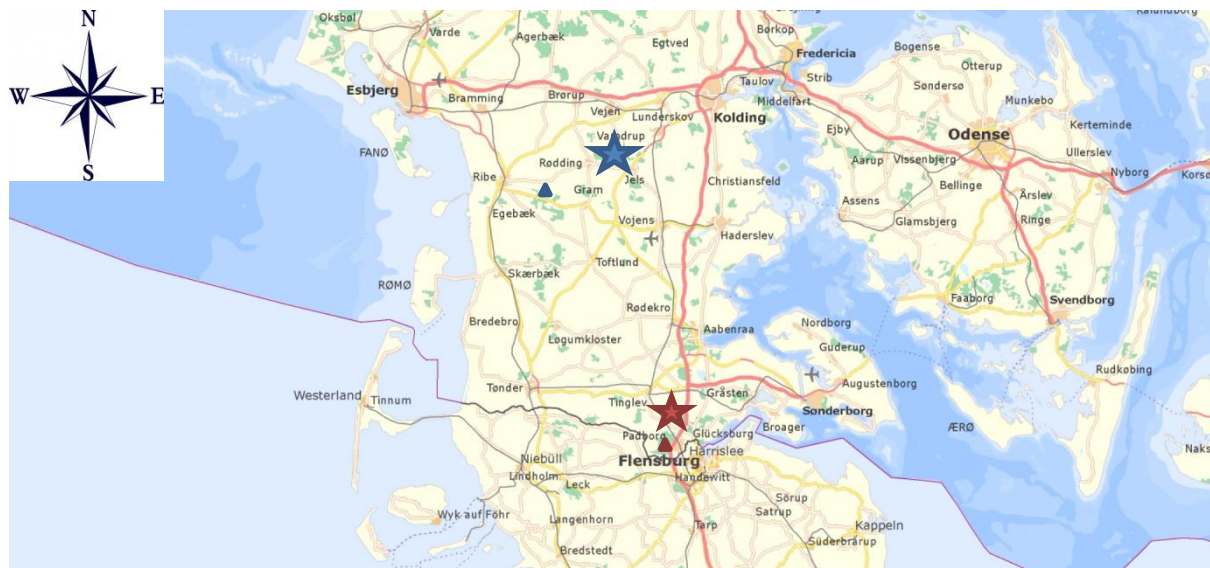 N
W E
S
Oksbøl
Varde
Agerbæk
Egtved
Børkop
Fredericia
Bogense
Otterup
Esbjerg
Bramming
Brørup
Vejen
Lunderskov
Taulov
Strib
Middelfart
Søndersø
Munkebo
Kolding
Ejby
Odense
Kerteminde
FANØ
Rødding
Jels
Ribe
Gram
Christiansfeld
Aarup
Vissenbjerg
Ullerslev
Nyborg
Korsø
Bellinge
Assens
Årslev
Egebæk
Vojens
Haderslev
Glamsbjerg
Ringe
Toftlund
Skærbæk
RØMØ
Rødekro
Faaborg
Svendborg
Bredebro
Løgumkloster
Aabenraa
Nordborg
Guderup
Rudkøbing
Westerland
Tinnum
Tønder
Tinglev
Gråsten
Augustenborg
Sønderborg
Padborg
Glücksburg
Broager
ÆRØ
Naks
Flensburg
Harrislee
Niebüll
Lindholm
Leck
Handewitt
Sörup
Satrup
Wyk auf Föhr
Langenhorn
Tarp
Kappeln
Süderbrarup
Bredstedt